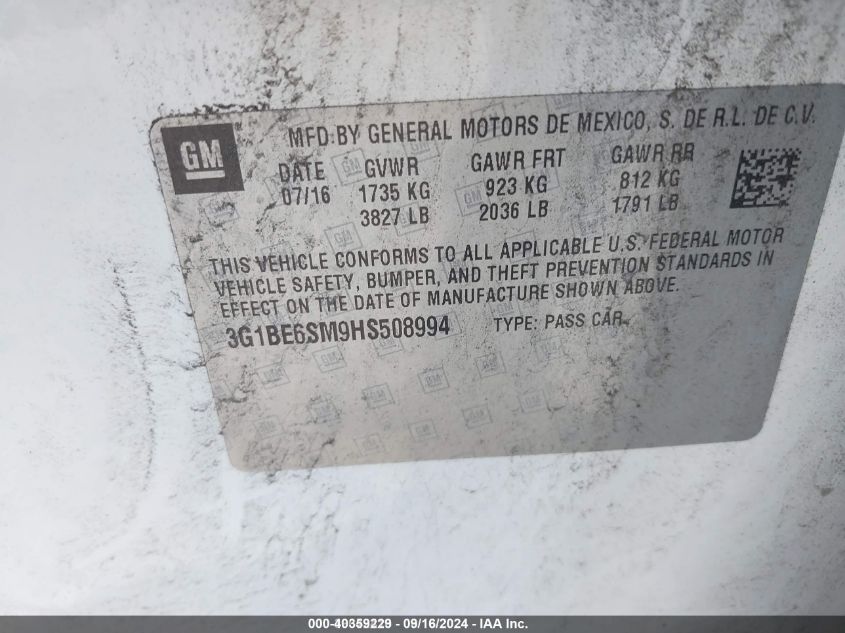 GM
MFD BY GENERAL MOTORS DE MEXICO, S. DE R.L. DE C.V.
DATE GVWR GAWR FRT GAWR RR
07/16 1735 KG 923 KG 812 KG
3827 LB 2036 LB 1791 LB
THIS VEHICLE CONFORMS TO ALL APPLICABLE U.S. FEDERAL MOTOR
VEHICLE SAFETY, BUMPER, AND THEFT PREVENTION STANDARDS IN
EFFECT ON THE DATE OF MANUFACTURE SHOWN ABOVE.
3G1BE6SM9HS508994 TYPE: PASS CAR
000-40359229 - 09/16/2024 - IAA Inc.